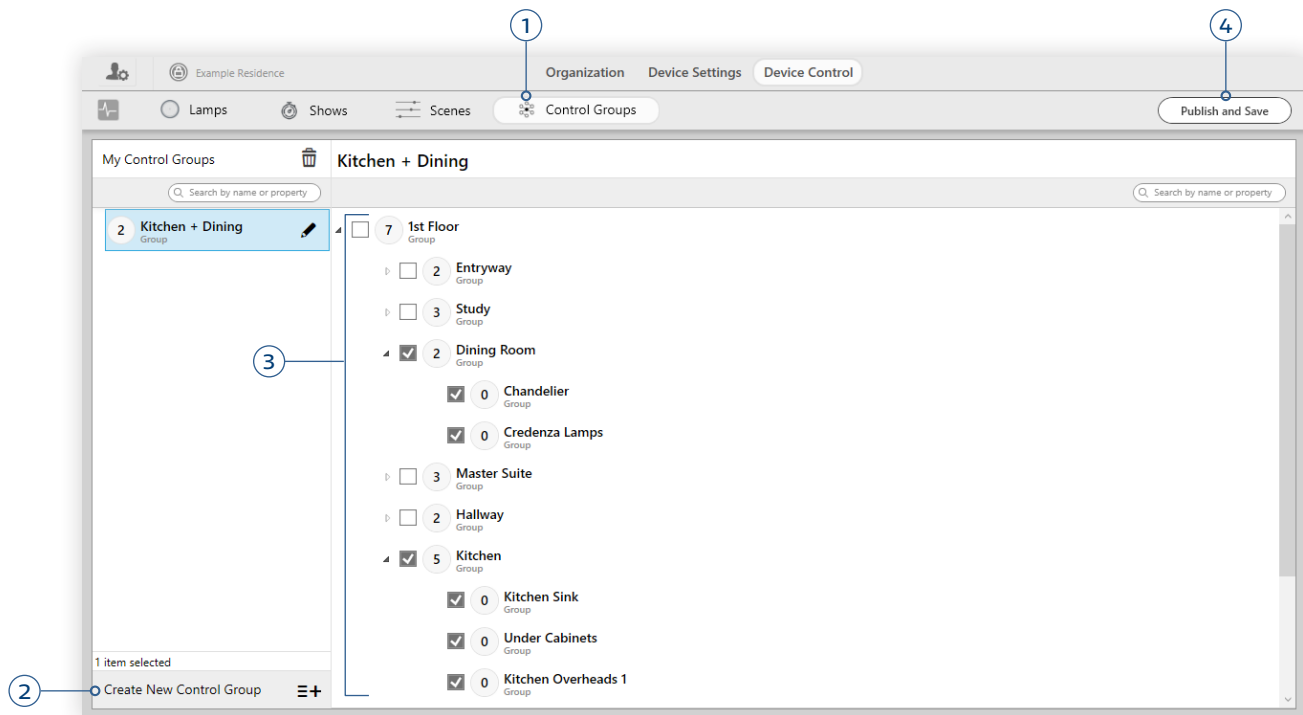 1
4
Example Residence
Organization Device Settings Device Control
Lamps Shows Scenes Control Groups Publish and Save
My Control Groups
Kitchen + Dining
Search by name or property
Search by name or property
2 Kitchen + Dining
Group
7 1st Floor
Group
2 Entryway
Group
3 Study
Group
3
2 Dining Room
Group
0 Chandelier
Group
0 Credenza Lamps
Group
3 Master Suite
Group
2 Hallway
Group
5 Kitchen
Group
0 Kitchen Sink
Group
0 Under Cabinets
Group
0 Kitchen Overheads 1
Group
1 item selected
2
Create New Control Group